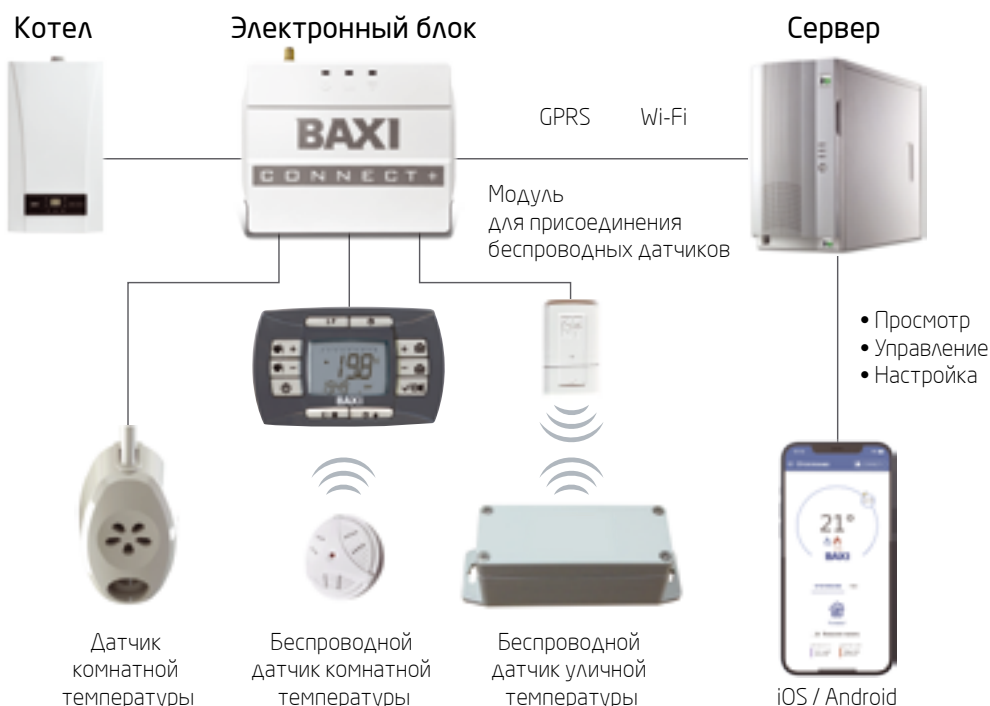 Котел
Электронный блок
Сервер
BAXI
CONNECT+
GPRS
Wi-Fi
Модуль
для присоединения
беспроводных датчиков
• Просмотр
• Управление
• Настройка
BAXI
21°
BAXI
Датчик
комнатной
температуры
Беспроводной
датчик комнатной
температуры
Беспроводной
датчик уличной
температуры
iOS / Android